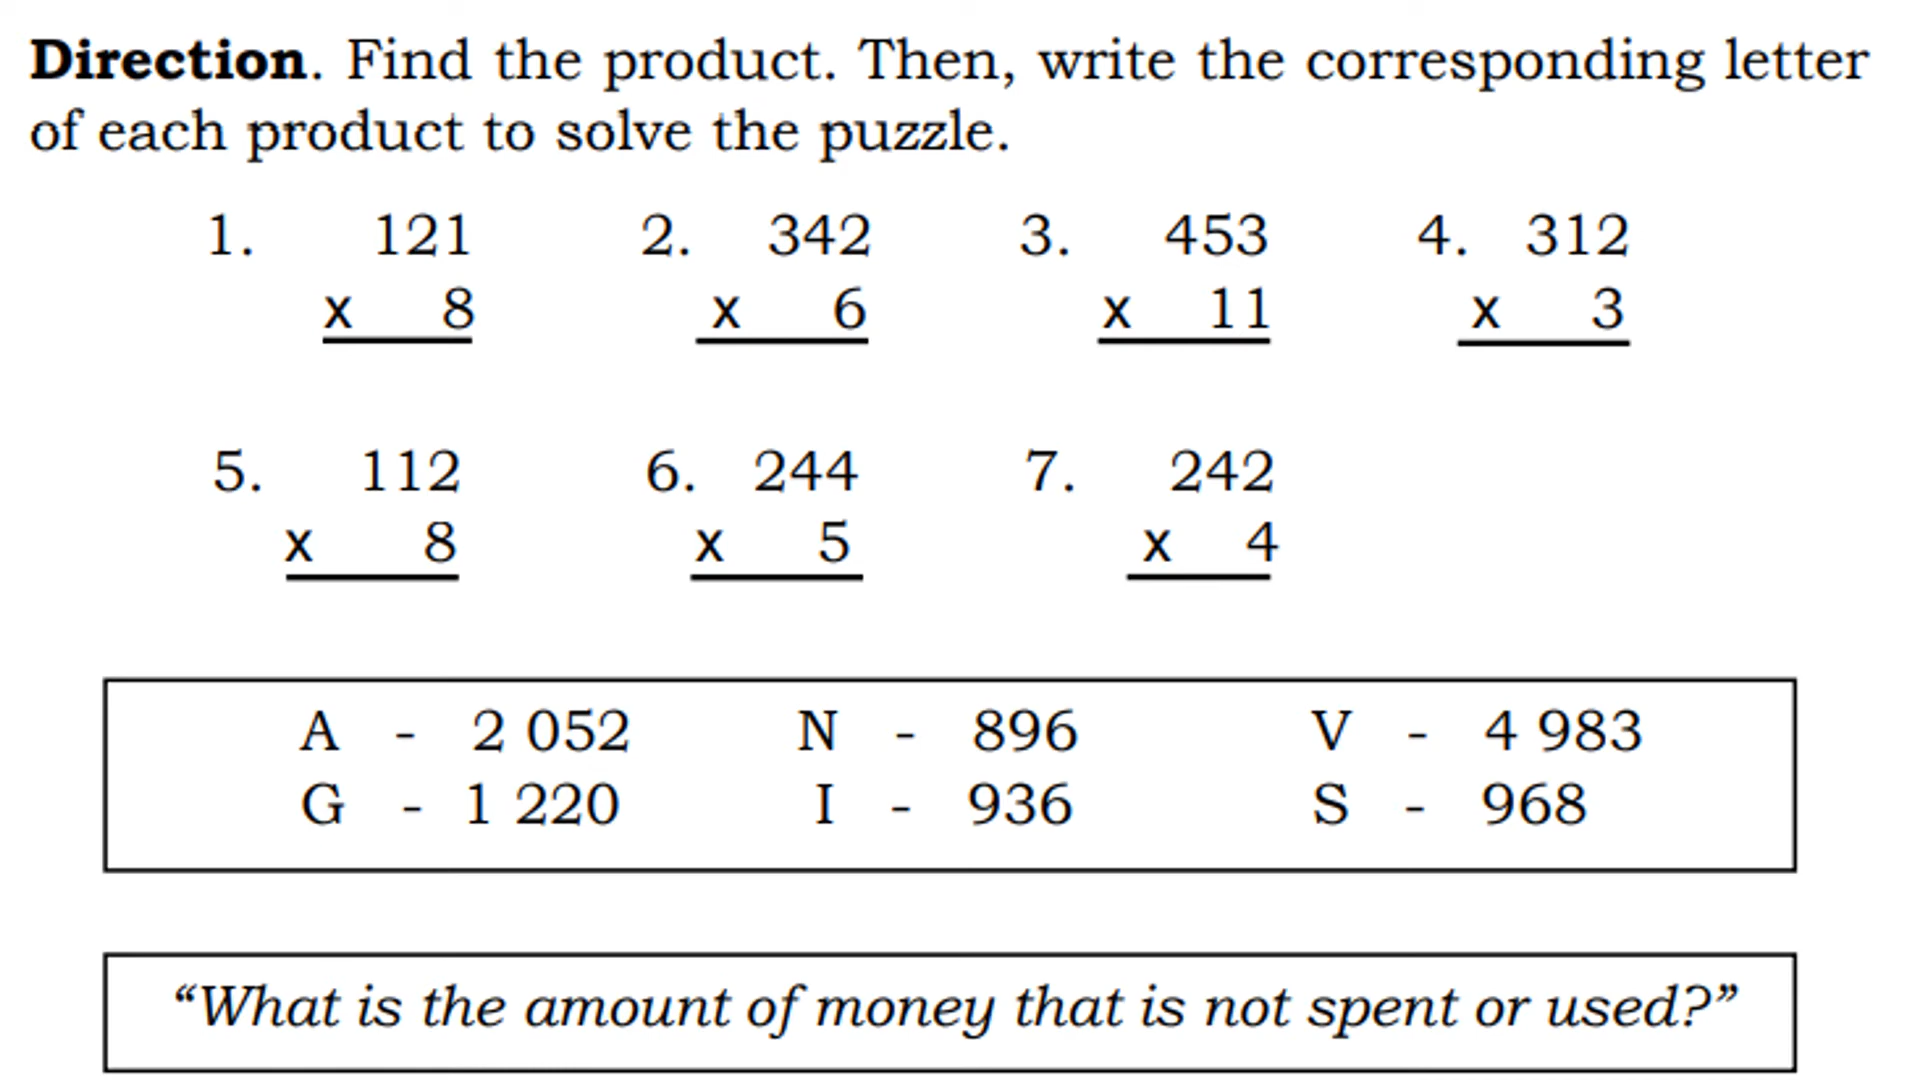 Direction. Find the product. Then, write the corresponding letter
of each product to solve the puzzle.
1. 121 2. 342 3. 453 4. 312
x 8 x 6 x 11 x 3
5. 112 6. 244 7. 242
x 8 x 5 x 4
A - 2 052 N - 896 V - 4 983
G - 1 220 I - 936 S - 968
“What is the amount of money that is not spent or used?”